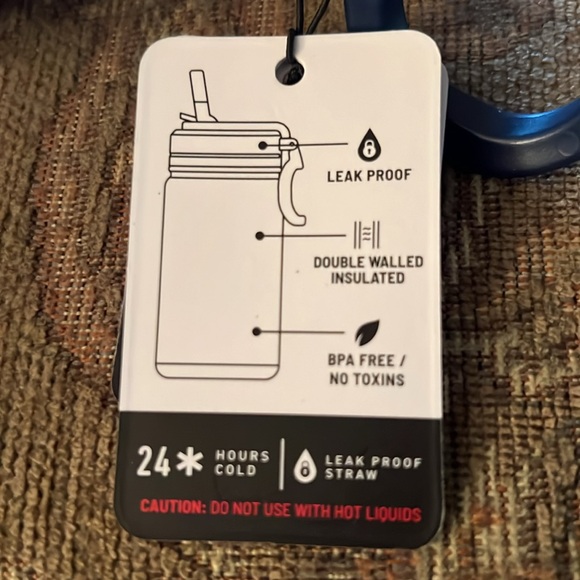 LEAK PROOF
DOUBLE WALLED
INSULATED
BPA FREE /
NO TOXINS
24* HOURS
COLD
LEAK PROOF
STRAW
CAUTION: DO NOT USE WITH HOT LIQUIDS